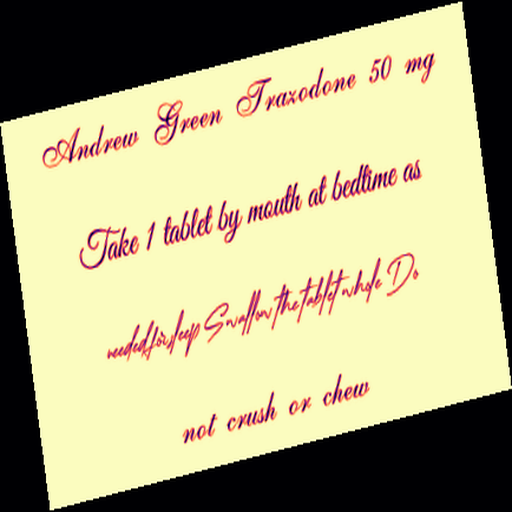 Andrew Green Trazodone 50 mg
Take 1 tablet by mouth at bedtime as
needed for sleep Swallow the tablet whole Do
not crush or chew